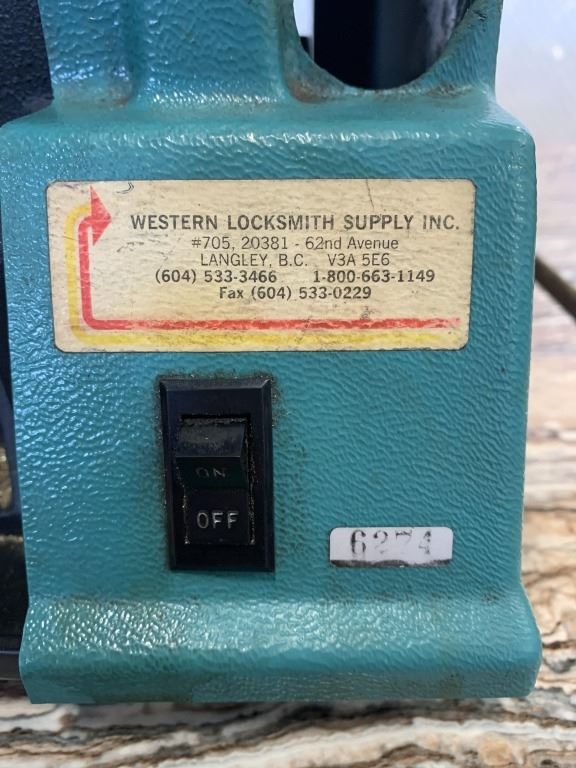 WESTERN LOCKSMITH SUPPLY INC.
#705, 20381 - 62nd Avenue
LANGLEY, B.C. V3A 5E6
(604) 533-3466 1-800-663-1149
Fax (604) 533-0229
ON
OFF
6274